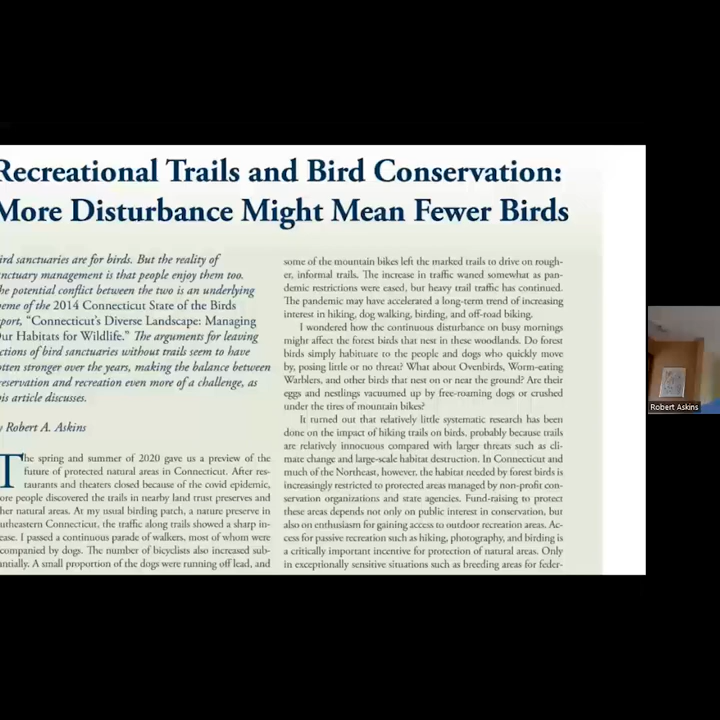 Recreational Trails and Bird Conservation:
More Disturbance Might Mean Fewer Birds
ird sanctuaries are for birds. But the reality of
nctuary management is that people enjoy them too.
he potential conflict between the two is an underlying
eme of the 2014 Connecticut State of the Birds
port, “Connecticut’s Diverse Landscape: Managing
ur Habitats for Wildlife.” The arguments for leaving
ctions of bird sanctuaries without trails seem to have
tten stronger over the years, making the balance between
eservation and recreation even more of a challenge, as
is article discusses.
y Robert A. Askins
The spring and summer of 2020 gave us a preview of the
future of protected natural areas in Connecticut. After res-
taurants and theaters closed because of the covid epidemic,
ore people discovered the trails in nearby land trust preserves and
her natural areas. At my usual birding patch, a nature preserve in
utheastern Connecticut, the traffic along trails showed a sharp in-
ease. I passed a continuous parade of walkers, most of whom were
companied by dogs. The number of bicyclists also increased sub-
antially. A small proportion of the dogs were running off lead, and
some of the mountain bikes left the marked trails to drive on rough-
er, informal trails. The increase in traffic waned somewhat as pan-
demic restrictions were eased, but heavy trail traffic has continued.
The pandemic may have accelerated a long-term trend of increasing
interest in hiking, dog walking, birding, and off-road biking.
I wondered how the continuous disturbance on busy mornings
might affect the forest birds that nest in these woodlands. Do forest
birds simply habituate to the people and dogs who quickly move
by, posing little or no threat? What about Ovenbirds, Worm-eating
Warblers, and other birds that nest on or near the ground? Are their
eggs and nestlings vacuumed up by free-roaming dogs or crushed
under the tires of mountain bikes?
It turned out that relatively little systematic research has been
done on the impact of hiking trails on birds, probably because trails
are relatively innocuous compared with larger threats such as cli-
mate change and large-scale habitat destruction. In Connecticut and
much of the Northeast, however, the habitat needed by forest birds is
increasingly restricted to protected areas managed by non-profit con-
servation organizations and state agencies. Fund-raising to protect
these areas depends not only on public interest in conservation, but
also on enthusiasm for gaining access to outdoor recreation areas. Ac-
cess for passive recreation such as hiking, photography, and birding is
a critically important incentive for protection of natural areas. Only
in exceptionally sensitive situations such as breeding areas for feder-
Robert Askins